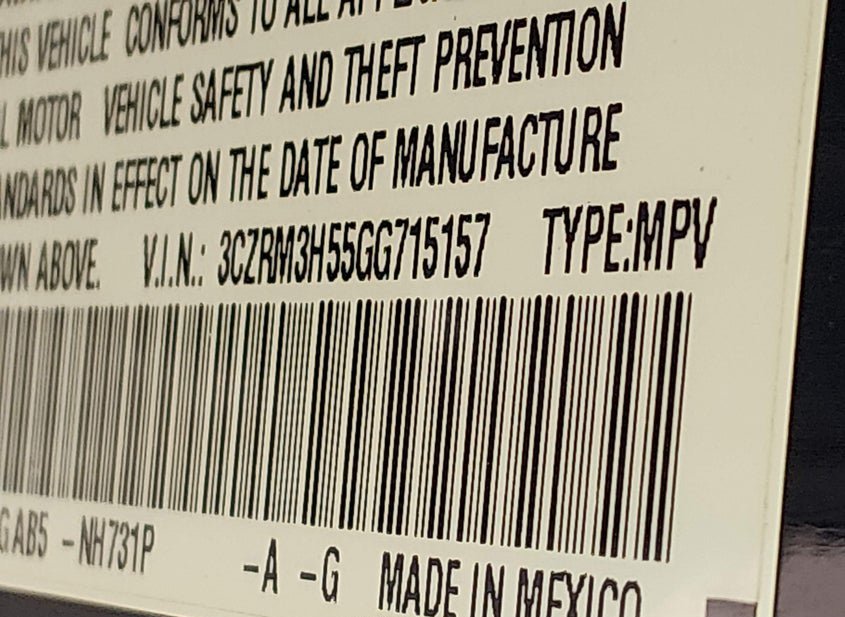 HIS VEHICLE CONFORMS TO ALL
L MOTOR VEHICLE SAFETY AND THEFT PREVENTION
ANDARDS IN EFFECT ON THE DATE OF MANUFACTURE
WN ABOVE. V.I.N.: 3CZRM3H55GG715157 TYPE:MPV
GAB5 -NH731P -A -G MADE IN MEXICO